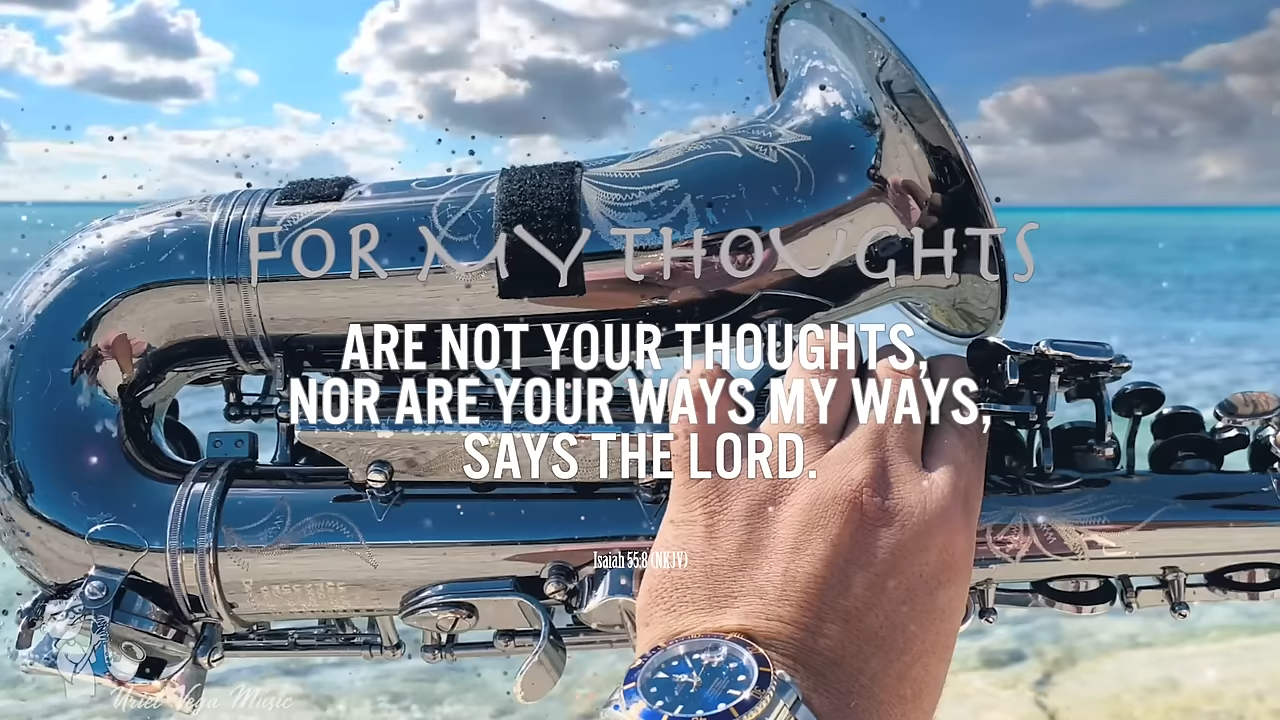 FOR MY THOUGHTS
ARE NOT YOUR THOUGHTS,
NOR ARE YOUR WAYS MY WAYS,
SAYS THE LORD.
Isaiah 55:8 (NKJV)
Uriel Vega Music